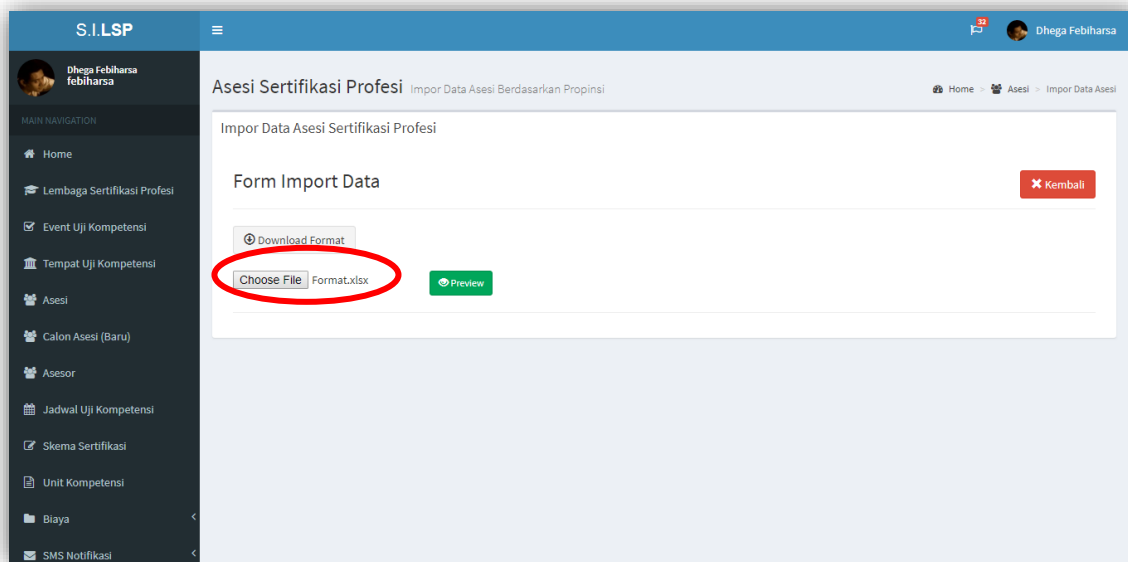 S.I.LSP
32
Dhega Febiharsa
Dhega Febiharsa
febiharsa
MAIN NAVIGATION
Home
Lembaga Sertifikasi Profesi
Event Uji Kompetensi
Tempat Uji Kompetensi
Asesi
Calon Asesi (Baru)
Asesor
Jadwal Uji Kompetensi
Skema Sertifikasi
Unit Kompetensi
Biaya
SMS Notifikasi
Asesi Sertifikasi Profesi Impor Data Asesi Berdasarkan Propinsi
Home > Asesi > Impor Data Asesi
Impor Data Asesi Sertifikasi Profesi
Form Import Data
Kembali
Download Format
Choose File Format.xlsx
Preview